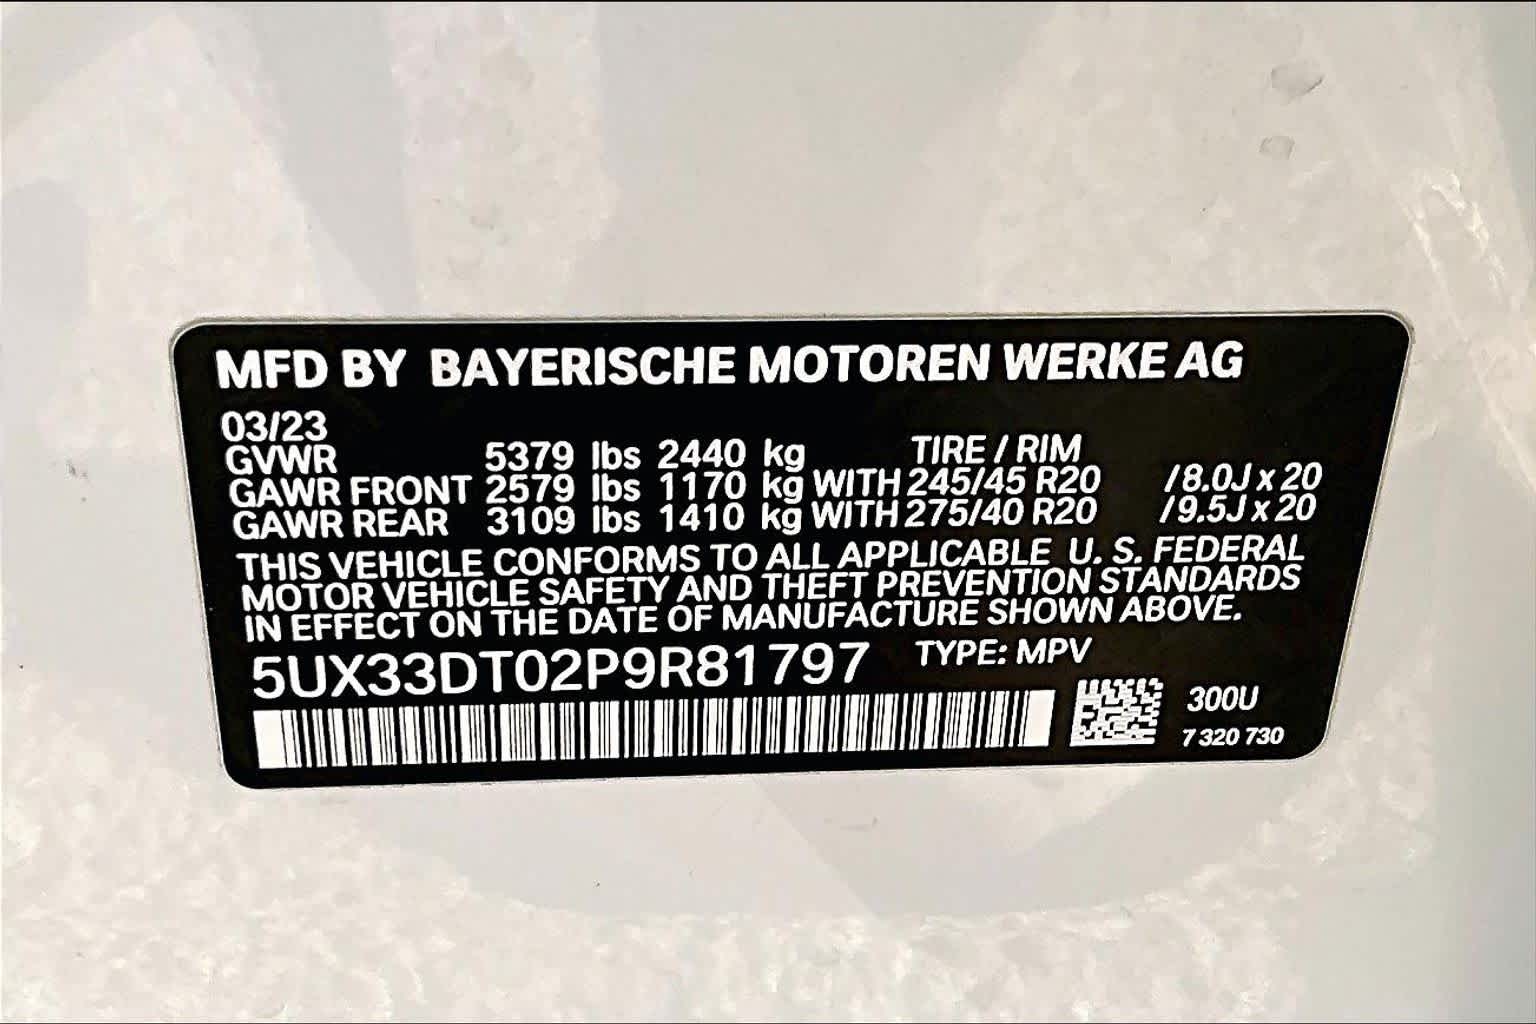 MFD BY BAYERISCHE MOTOREN WERKE AG
03/23
GVWR 5379 lbs 2440 kg TIRE / RIM
GAWR FRONT 2579 lbs 1170 kg WITH 245/45 R20 /8.0J x 20
GAWR REAR 3109 lbs 1410 kg WITH 275/40 R20 /9.5J x 20
THIS VEHICLE CONFORMS TO ALL APPLICABLE U. S. FEDERAL
MOTOR VEHICLE SAFETY AND THEFT PREVENTION STANDARDS
IN EFFECT ON THE DATE OF MANUFACTURE SHOWN ABOVE.
5UX33DT02P9R81797 TYPE: MPV
300U
7 320 730